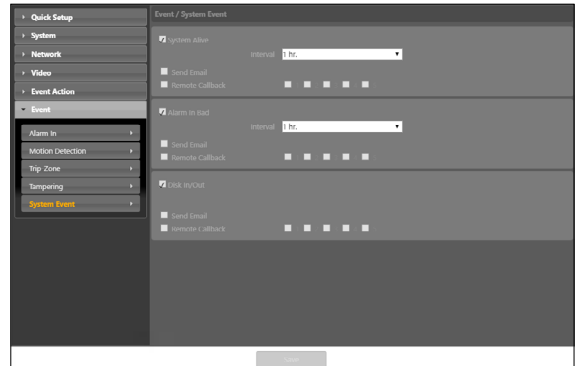 Quick Setup
System
Network
Video
Event Action
Event
Alarm In
Motion Detection
Trip Zone
Tampering
System Event
Event / System Event
System Alive
Interval 1 hr.
Send Email
Remote Callback
Alarm In Bad
Interval 1 hr.
Send Email
Remote Callback
Disk In/Out
Send Email
Remote Callback
Save